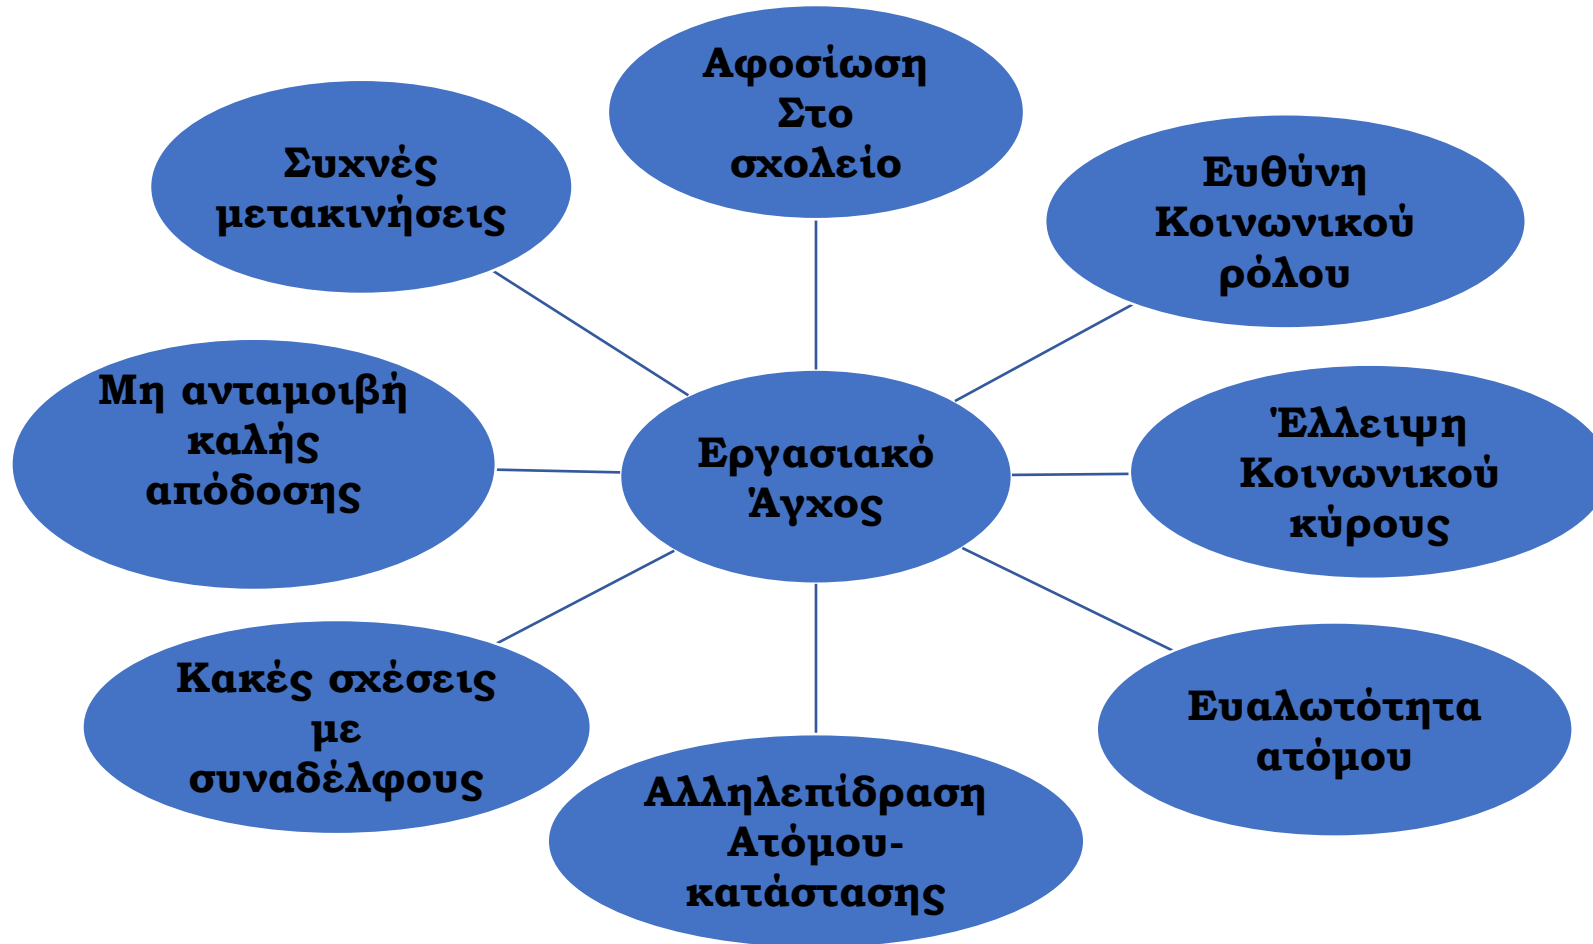 Αφοσίωση
Στο
σχολείο
Συχνές
μετακινήσεις
Ευθύνη
Κοινωνικού
ρόλου
Μη ανταμοιβή
καλής
απόδοσης
Εργασιακό
Άγχος
Έλλειψη
Κοινωνικού
κύρους
Κακές σχέσεις
με
συναδέλφους
Ευαλωτότητα
ατόμου
Αλληλεπίδραση
Ατόμου-
κατάστασης